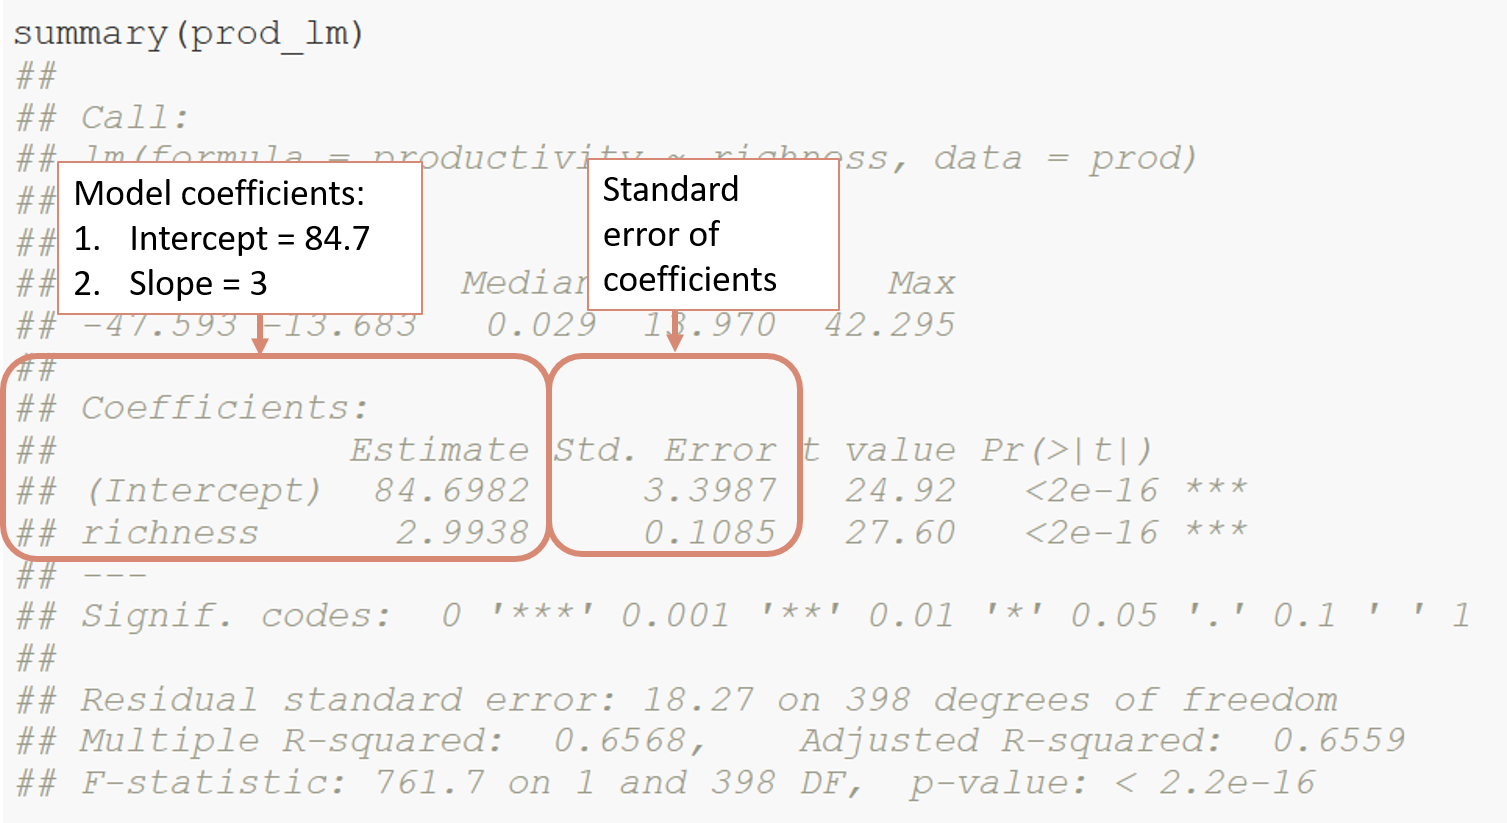 summary(prod_lm)
##
## Call:
## lm(formula = productivity ~ richness, data = prod)
##
##
## Median Max
## -47.593 -13.683 0.029 13.970 42.295
##
## Coefficients:
## Estimate Std. Error t value Pr(>|t|)
## (Intercept) 84.6982 3.3987 24.92 <2e-16 ***
## richness 2.9938 0.1085 27.60 <2e-16 ***
## ---
## Signif. codes: 0 '***' 0.001 '**' 0.01 '*' 0.05 '.' 0.1 ' ' 1
##
## Residual standard error: 18.27 on 398 degrees of freedom
## Multiple R-squared: 0.6568, Adjusted R-squared: 0.6559
## F-statistic: 761.7 on 1 and 398 DF, p-value: < 2.2e-16
Model coefficients:
1. Intercept = 84.7
2. Slope = 3
Standard
error of
coefficients